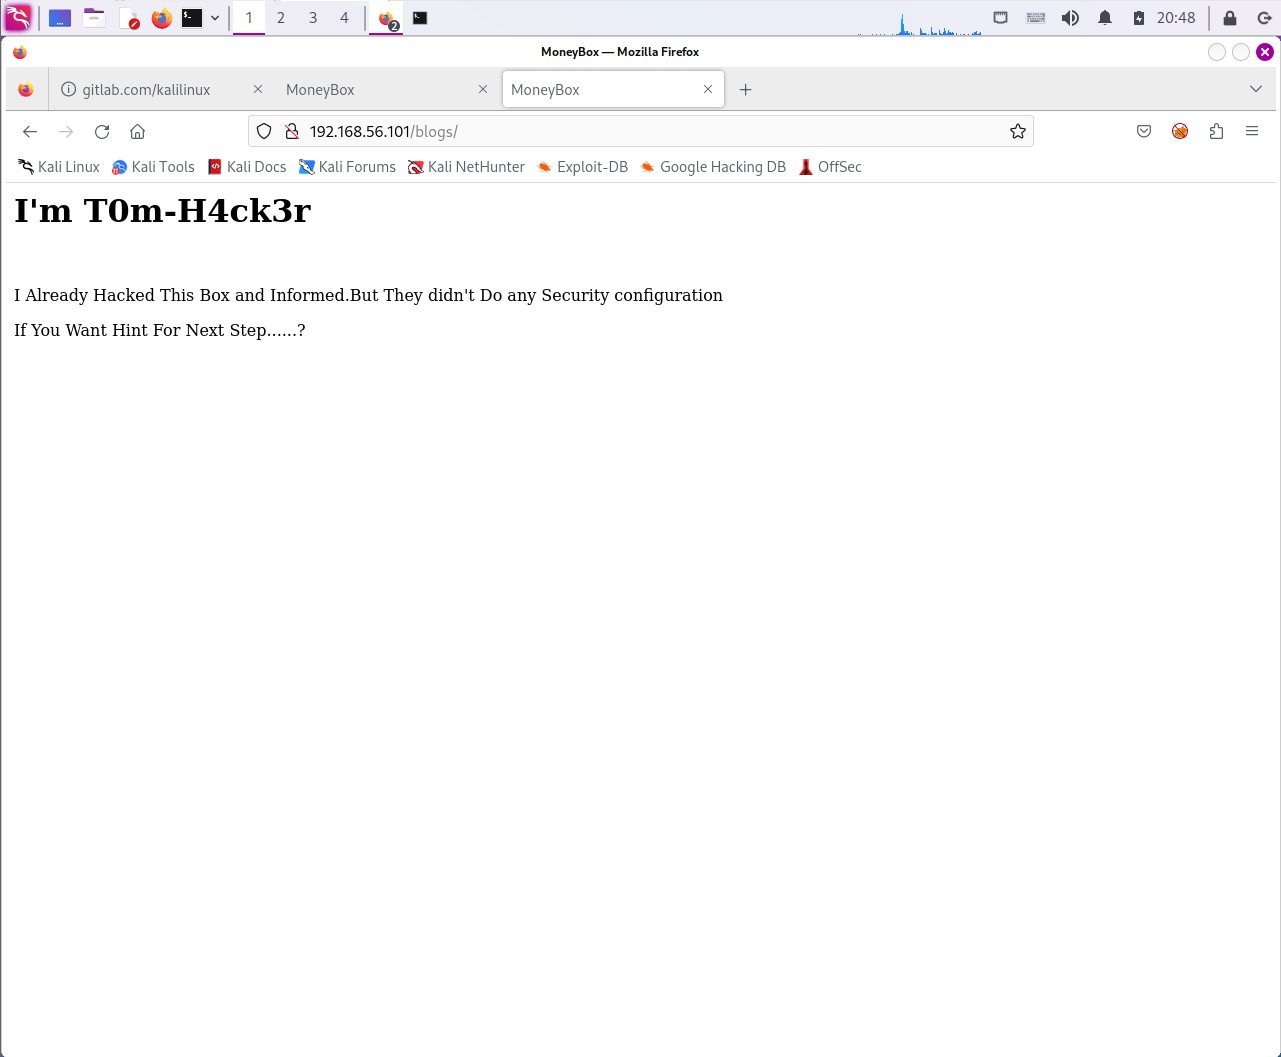 1 2 3 4 2 20:48
MoneyBox — Mozilla Firefox
gitlab.com/kalilinux MoneyBox MoneyBox
192.168.56.101/blogs/
Kali Linux Kali Tools Kali Docs Kali Forums Kali NetHunter Exploit-DB Google Hacking DB OffSec
I'm T0m-H4ck3r
I Already Hacked This Box and Informed.But They didn't Do any Security configuration
If You Want Hint For Next Step......?